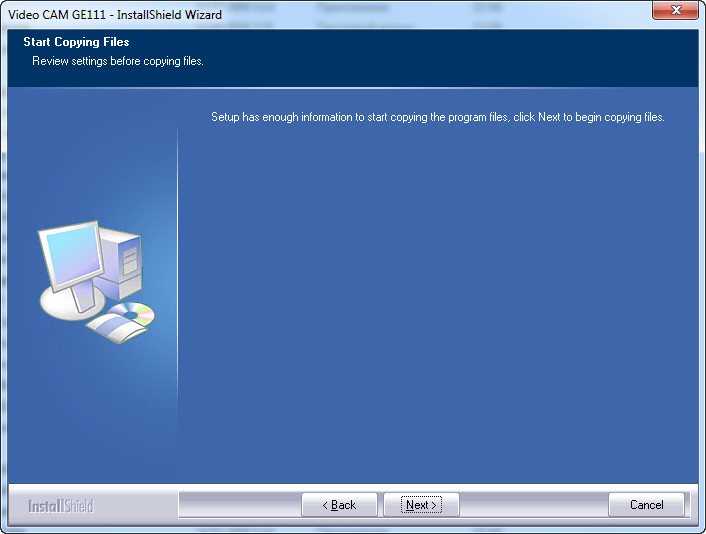 Video CAM GE111 - InstallShield Wizard
Start Copying Files
Review settings before copying files.
Setup has enough information to start copying the program files, click Next to begin copying files.
InstallShield
< Back
Next >
Cancel